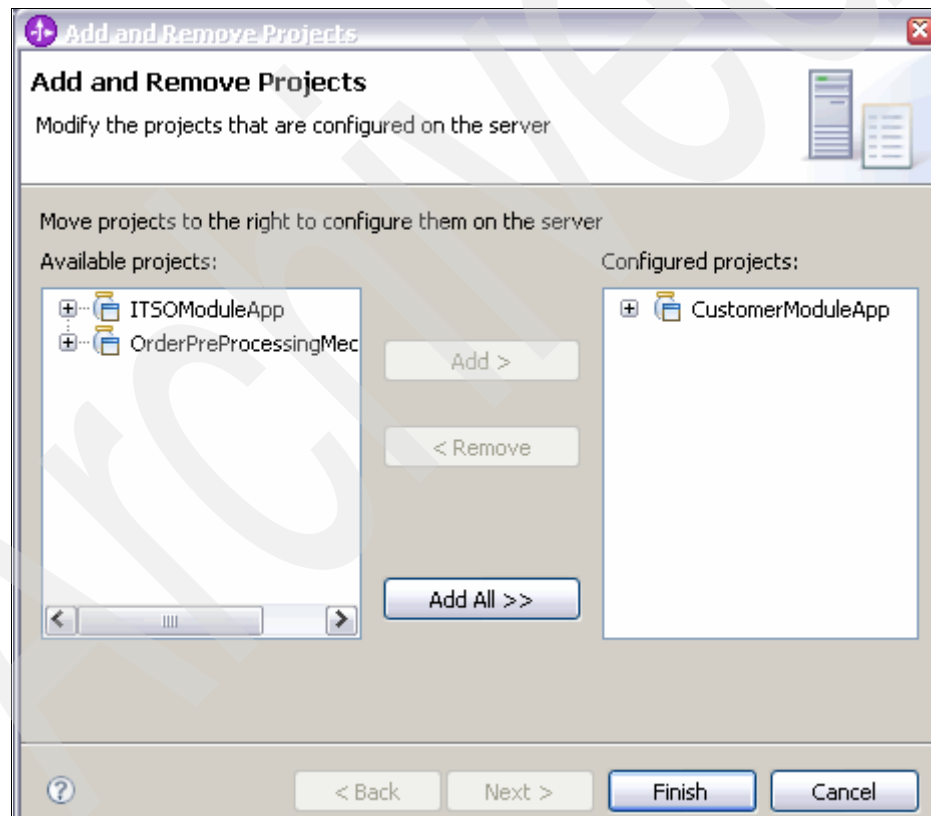 Add and Remove Projects
Add and Remove Projects
Modify the projects that are configured on the server
Move projects to the right to configure them on the server
Available projects:
Configured projects:
ITSOModuleApp
OrderPreProcessingMec
CustomerModuleApp
Add >
< Remove
Add All >>
< Back
Next >
Finish
Cancel
Archived